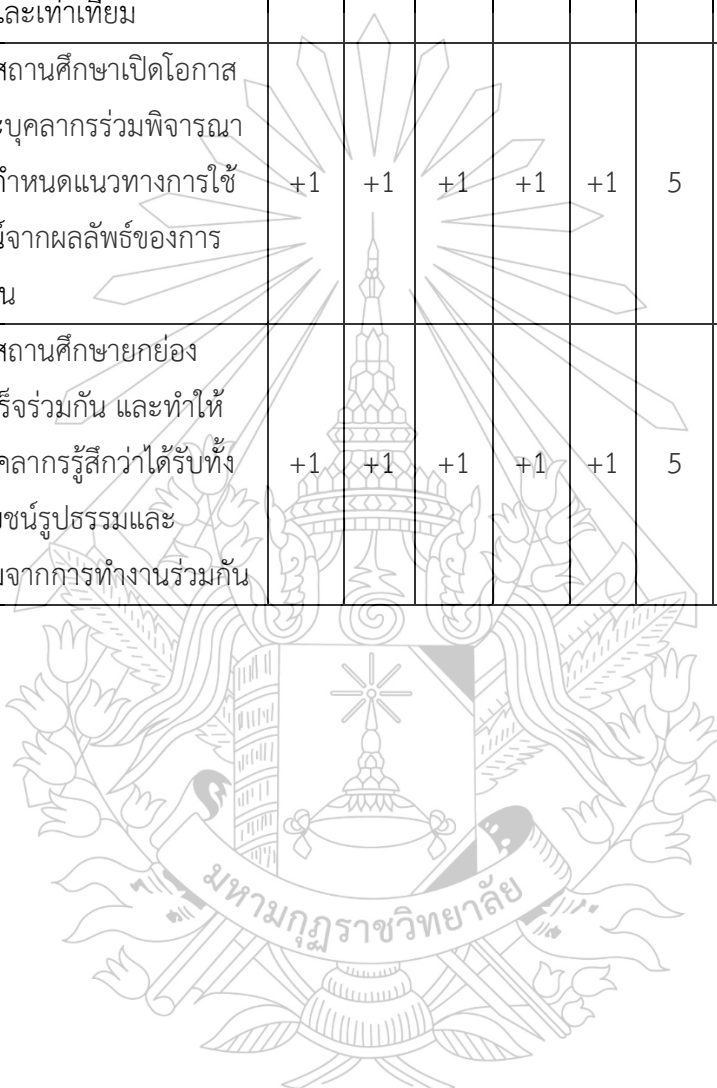 และเท่าเทียม
สถานศึกษาเปิดโอกาส
บุคลากรร่วมพิจารณา
กำหนดแนวทางการใช้ +1 +1 +1 +1 +1 5
จากผลลัพธ์ของการ
สถานศึกษายกย่อง
ร็จร่วมกัน และทำให้
คลากรรู้สึกว่าได้รับทั้ง +1 +1 +1 +1 +1 5
ยชน์รูปธรรมและ
จากการทำงานร่วมกัน
มหามกุฏราชวิทยาลัย